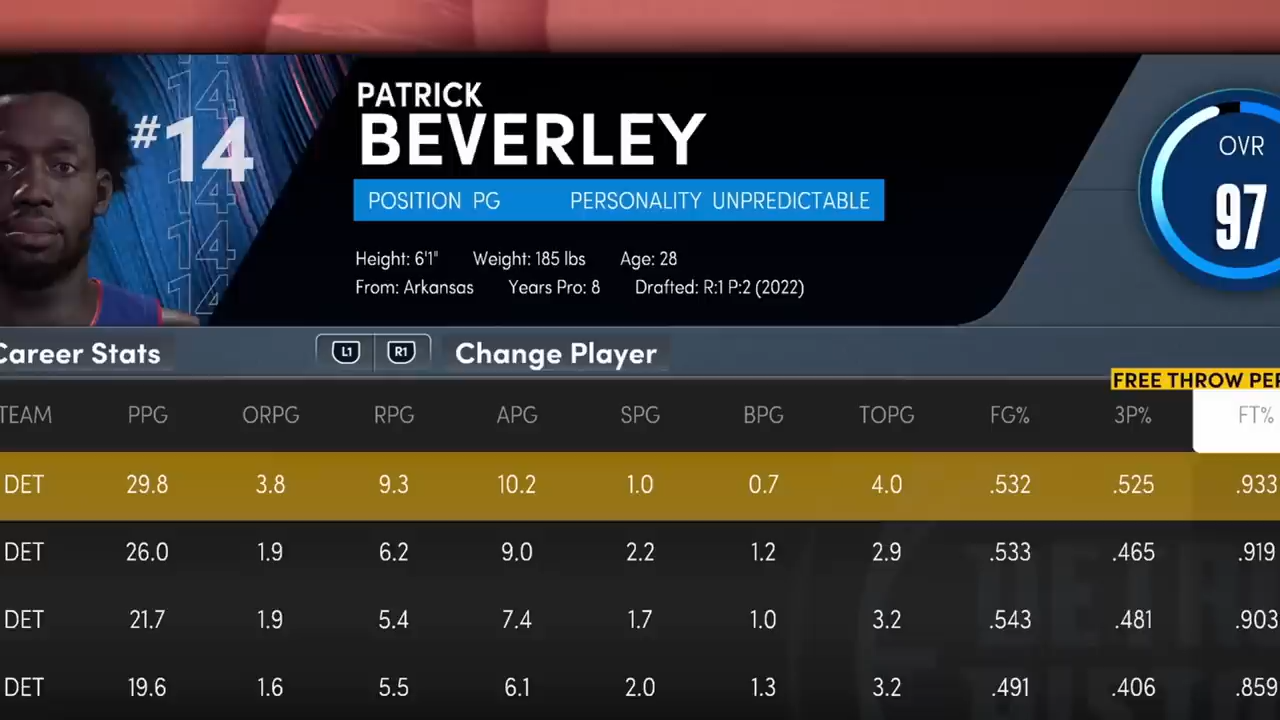 #14
PATRICK
BEVERLEY
POSITION PG PERSONALITY UNPREDICTABLE
Height: 6'1" Weight: 185 lbs Age: 28
From: Arkansas Years Pro: 8 Drafted: R:1 P:2 (2022)
OVR
97
Career Stats L1 R1 Change Player
FREE THROW PER
TEAM PPG ORPG RPG APG SPG BPG TOPG FG% 3P% FT%
DET 29.8 3.8 9.3 10.2 1.0 0.7 4.0 .532 .525 .933
DET 26.0 1.9 6.2 9.0 2.2 1.2 2.9 .533 .465 .919
DET 21.7 1.9 5.4 7.4 1.7 1.0 3.2 .543 .481 .903
DET 19.6 1.6 5.5 6.1 2.0 1.3 3.2 .491 .406 .859